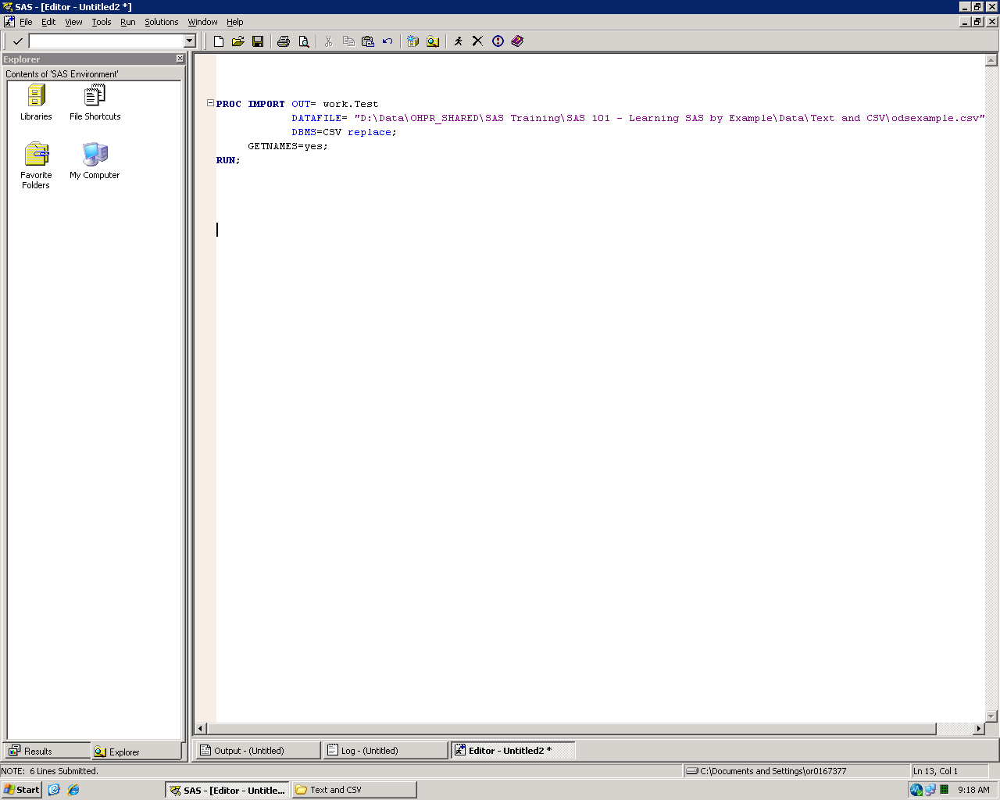 SAS - [Editor - Untitled2 *]
File Edit View Tools Run Solutions Window Help
Explorer
Contents of 'SAS Environment'
Libraries
File Shortcuts
Favorite Folders
My Computer
PROC IMPORT OUT= work.Test
DATAFILE= "D:\Data\OHPR_SHARED\SAS Training\SAS 101 - Learning SAS by Example\Data\Text and CSV\odsexample.csv"
DBMS=CSV replace;
GETNAMES=yes;
RUN;
Results
Explorer
Output - (Untitled)
Log - (Untitled)
Editor - Untitled2 *
NOTE: 6 Lines Submitted.
C:\Documents and Settings\or0167377
Ln 13, Col 1
Start
SAS - [Editor - Untitle...
Text and CSV
9:18 AM